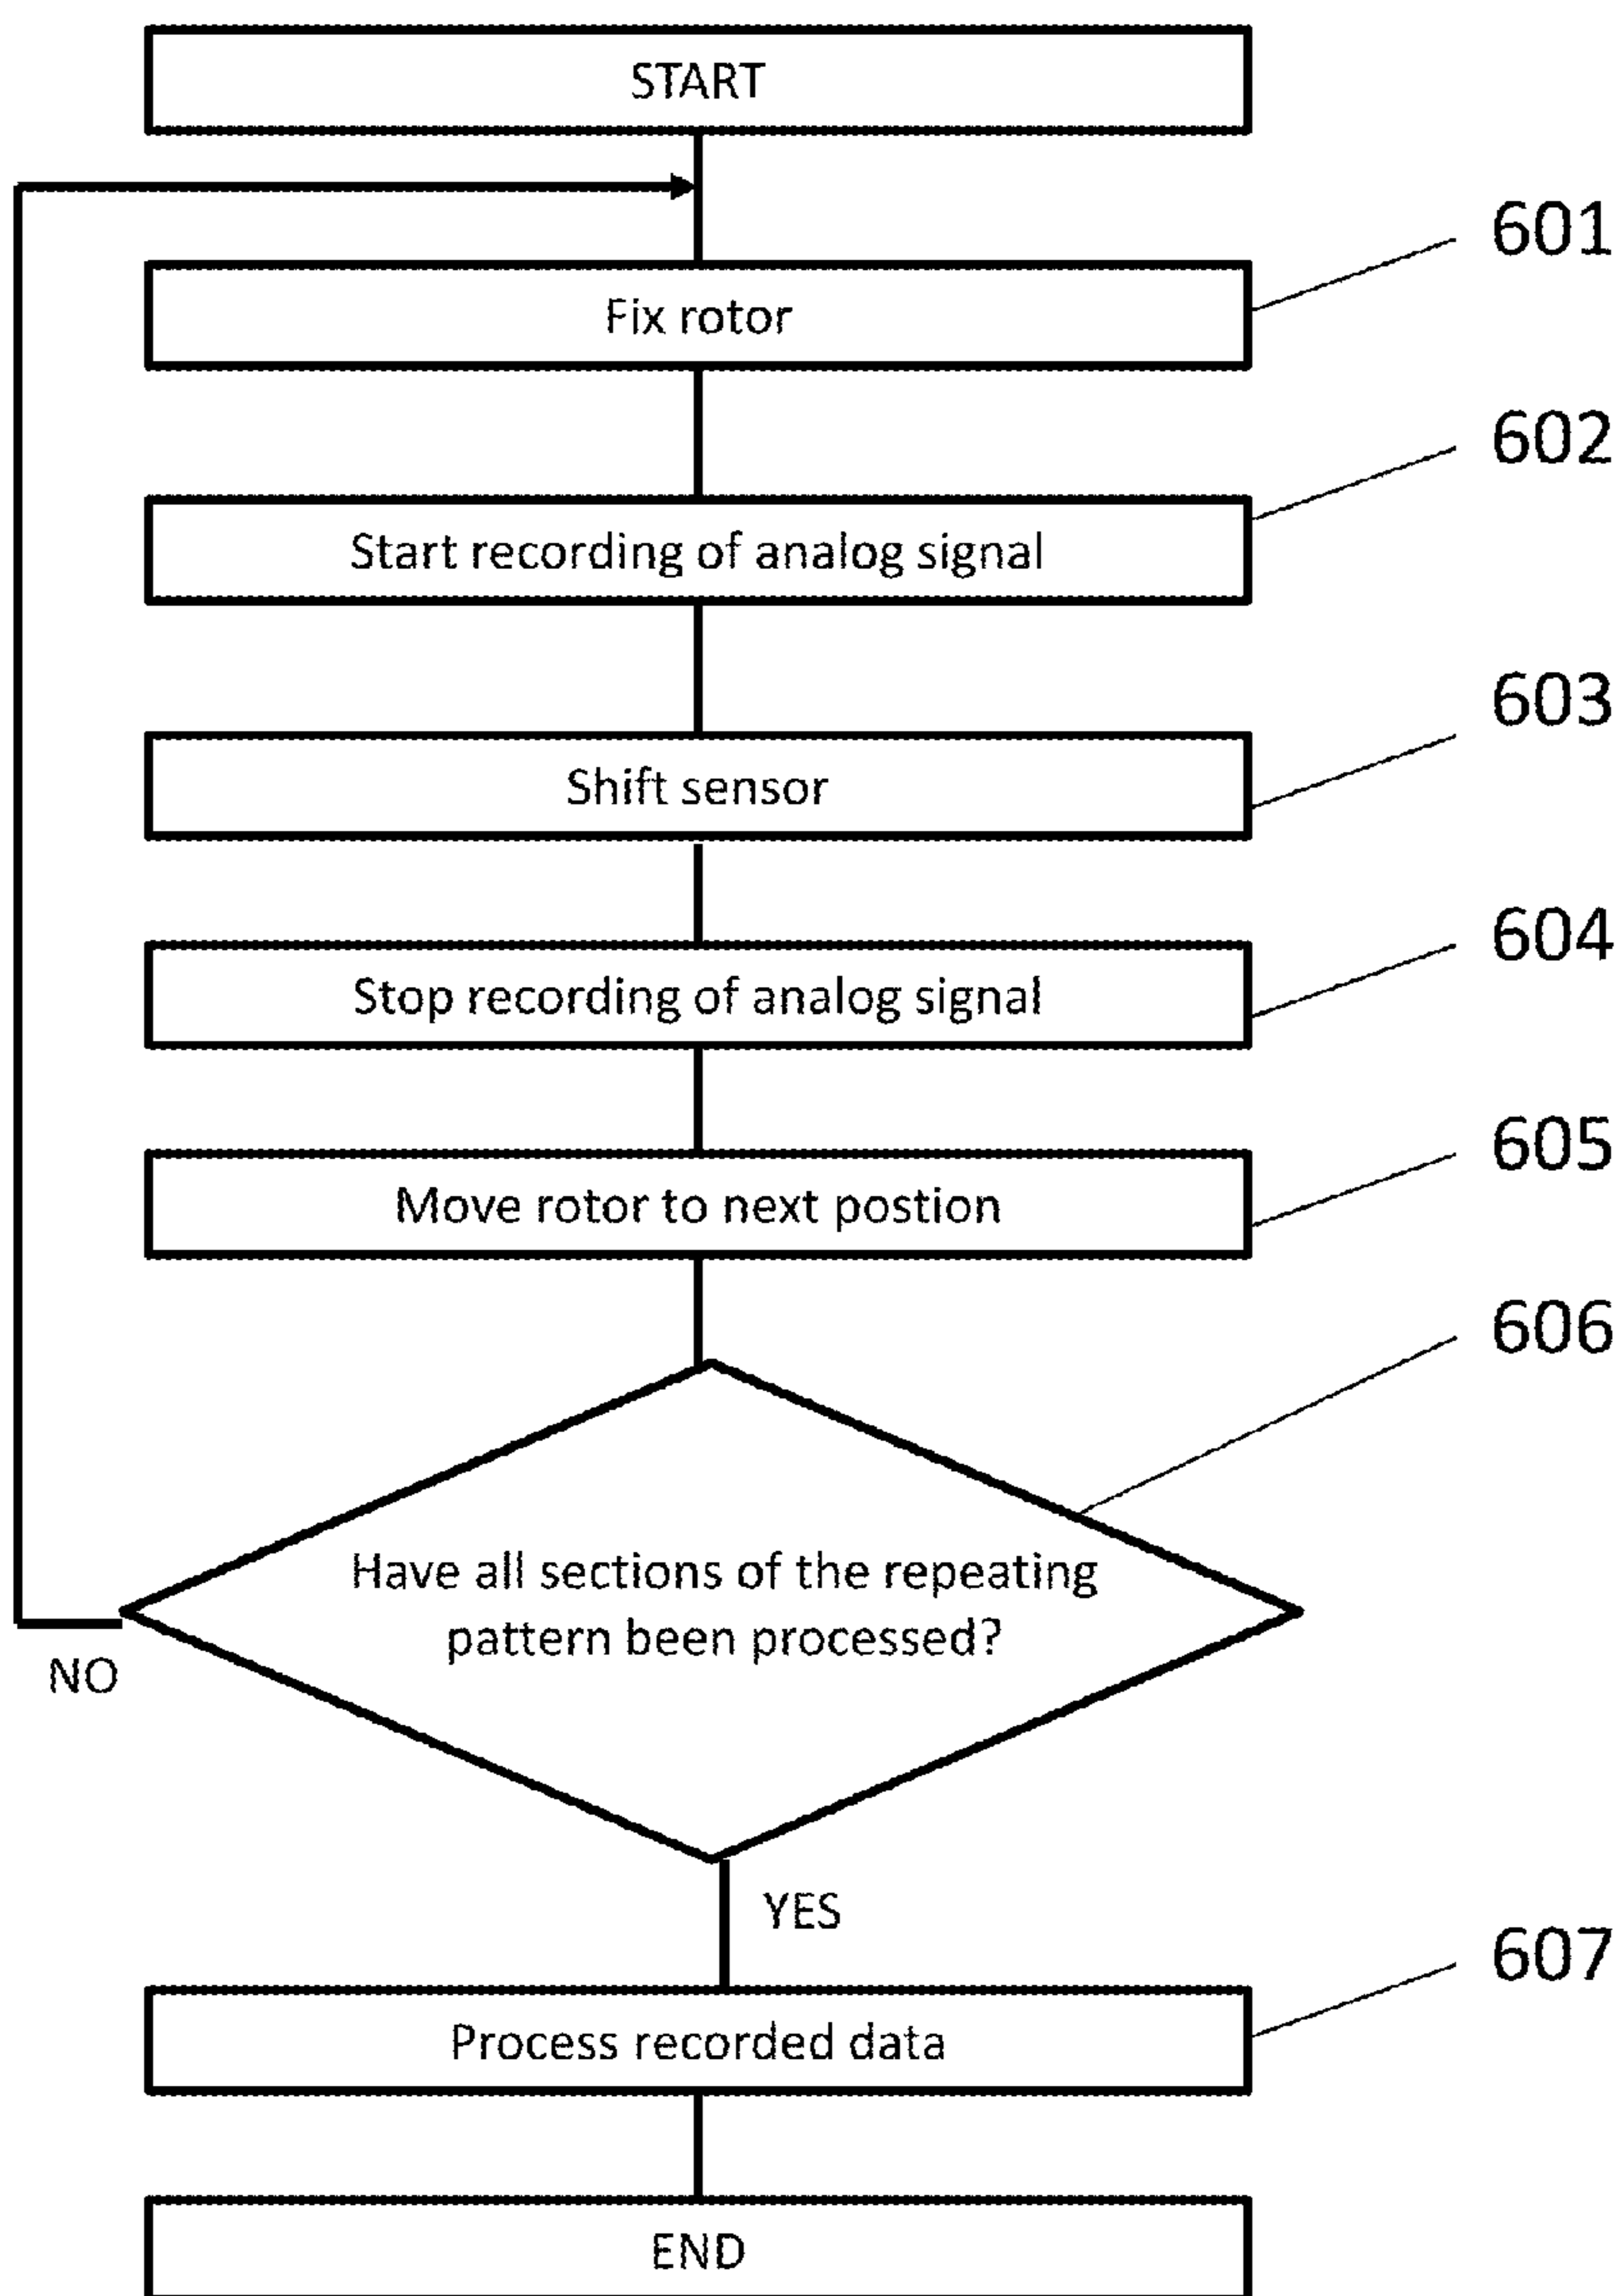 START
601
Fix rotor
602
Start recording of analog signal
603
Shift sensor
604
Stop recording of analog signal
605
Move rotor to next postion
606
Have all sections of the repeating
pattern been processed?
NO
YES
607
Process recorded data
END